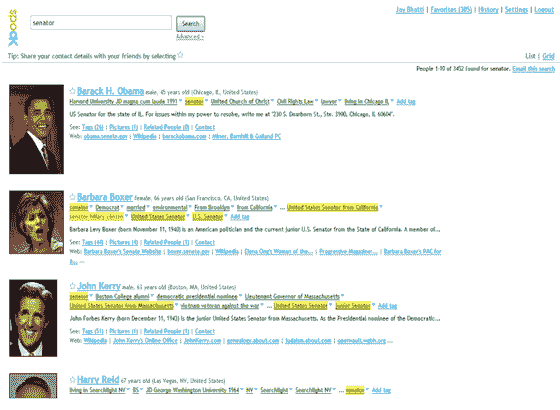 spock
senator
Search
Advanced
Jay Bhatti | Favorites (385) | History | Settings | Logout
Tip: Share your contact details with your friends by selecting
List | Grid
People 1-10 of 3452 found for senator. Email this search
Barack H. Obama male, 45 years old (Chicago, IL, United States)
Harvard University JD magna cum laude 1991 senator United Church of Christ Civil Rights Law lawyer living in Chicago IL Add tag
US Senator for the state of IL. For issues within my power to resolve, write me at '230 S. Dearborn St., Ste. 3900, Chicago, IL 60604'.
See: Tags (26) | Pictures (1) | Related People (0) | Contact
Web: obama.senate.gov | Wikipedia | barackobama.com | Miner, Barnhill & Galland PC
Barbara Boxer female, 66 years old (San Francisco, CA, United States)
senator Democrat married environmental From Brooklyn from California ... United States Senator from California
senator hillary clinton United States Senator U.S. Senator Add tag
Barbara Levy Boxer (born November 11, 1940) is an American politician and the current junior U.S. Senator from the State of California. A member of...
See: Tags (44) | Pictures (4) | Related People (1) | Contact
Web: Barbara Boxer's Senate Website | boxer.senate.gov | Wikipedia | Dana Ong's Woman of the... | Progressive Magazine:... | Barbara Boxer's PAC for
a...
John Kerry male, 63 years old (Boston, MA, United States)
senator Boston College alumni democratic presidential nominee Lieutenant Governor of Massachusetts
United States Senator from Massachusetts vietnam veterans against the war ... United States Senator junior Senator Add tag
John Forbes Kerry (born December 11, 1943) is the junior United States Senator from Massachusetts. As the Presidential nominee of the Democratic...
See: Tags (51) | Pictures (1) | Related People (1) | Contact
Web: Wikipedia | John Kerry's Online Office | JohnKerry.com | genealogy.about.com | judaism.about.com | openvault.wgbh.org...
Harry Reid 67 years old (Las Vegas, NV, United States)
living in Searchlight NV BS JD George Washington University 1964 NV Searchlight Searchlight NV ... senator Add tag